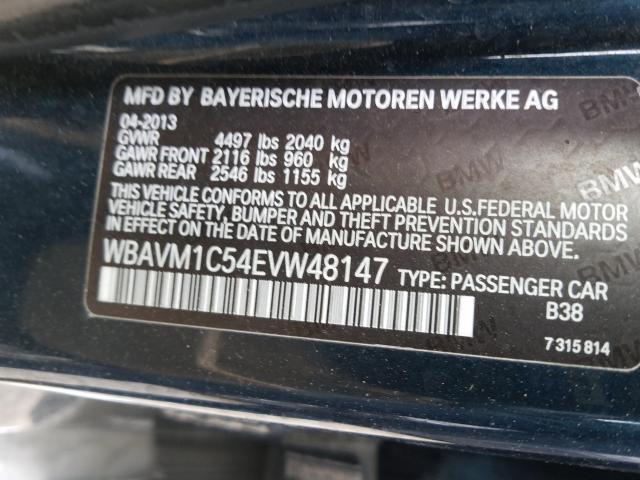 MFD BY BAYERISCHE MOTOREN WERKE AG
04-2013
GVWR 4497 lbs 2040 kg
GAWR FRONT 2116 lbs 960 kg
GAWR REAR 2546 lbs 1155 kg
THIS VEHICLE CONFORMS TO ALL APPLICABLE U.S.FEDERAL MOTOR
VEHICLE SAFETY, BUMPER AND THEFT PREVENTION STANDARDS
IN EFFECT ON THE DATE OF MANUFACTURE SHOWN ABOVE.
WBAVM1C54EVW48147 TYPE: PASSENGER CAR
B38
7 315 814
BMW
BMW
BMW